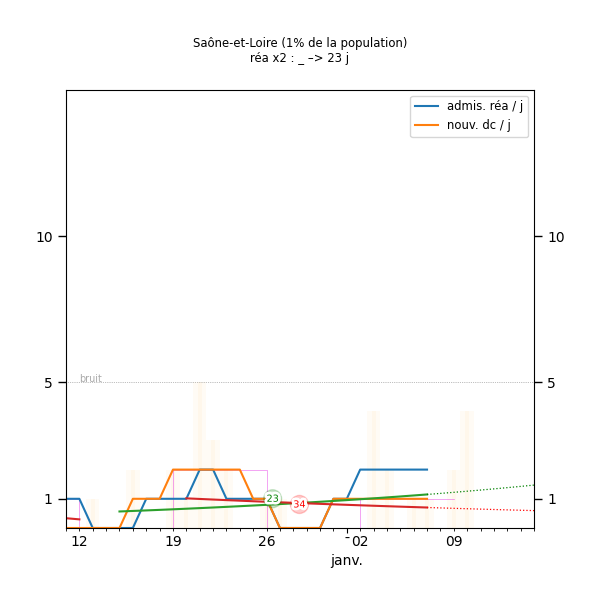 Saône-et-Loire (1% de la population)
réa x2 : _ –> 23 j
admis. réa / j
nouv. dc / j
10
10
bruit
5
5
23
34
1
1
12
19
26
02
09
janv.